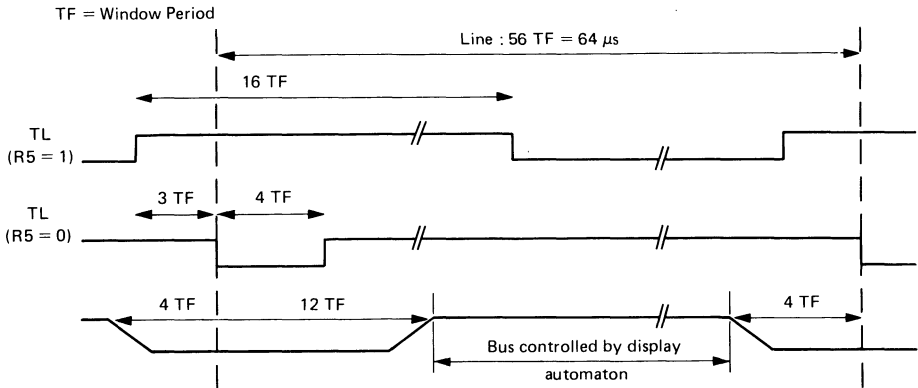 TF = Window Period
Line : 56 TF = 64 µs
16 TF
TL
(R5 = 1)
3 TF
4 TF
TL
(R5 = 0)
4 TF
12 TF
4 TF
Bus controlled by display
automaton